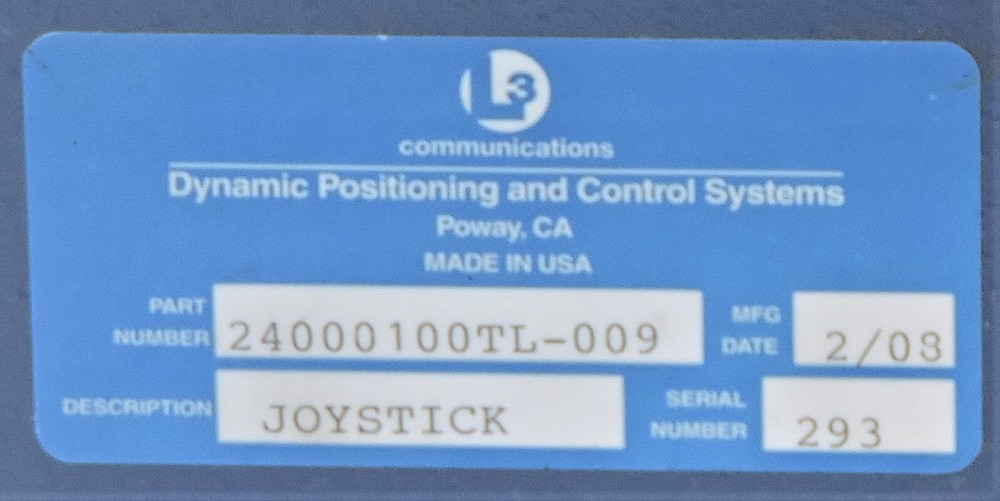 L3
communications
Dynamic Positioning and Control Systems
Poway, CA
MADE IN USA
PART NUMBER 24000100TL-009
MFG DATE 2/08
DESCRIPTION JOYSTICK
SERIAL NUMBER 293